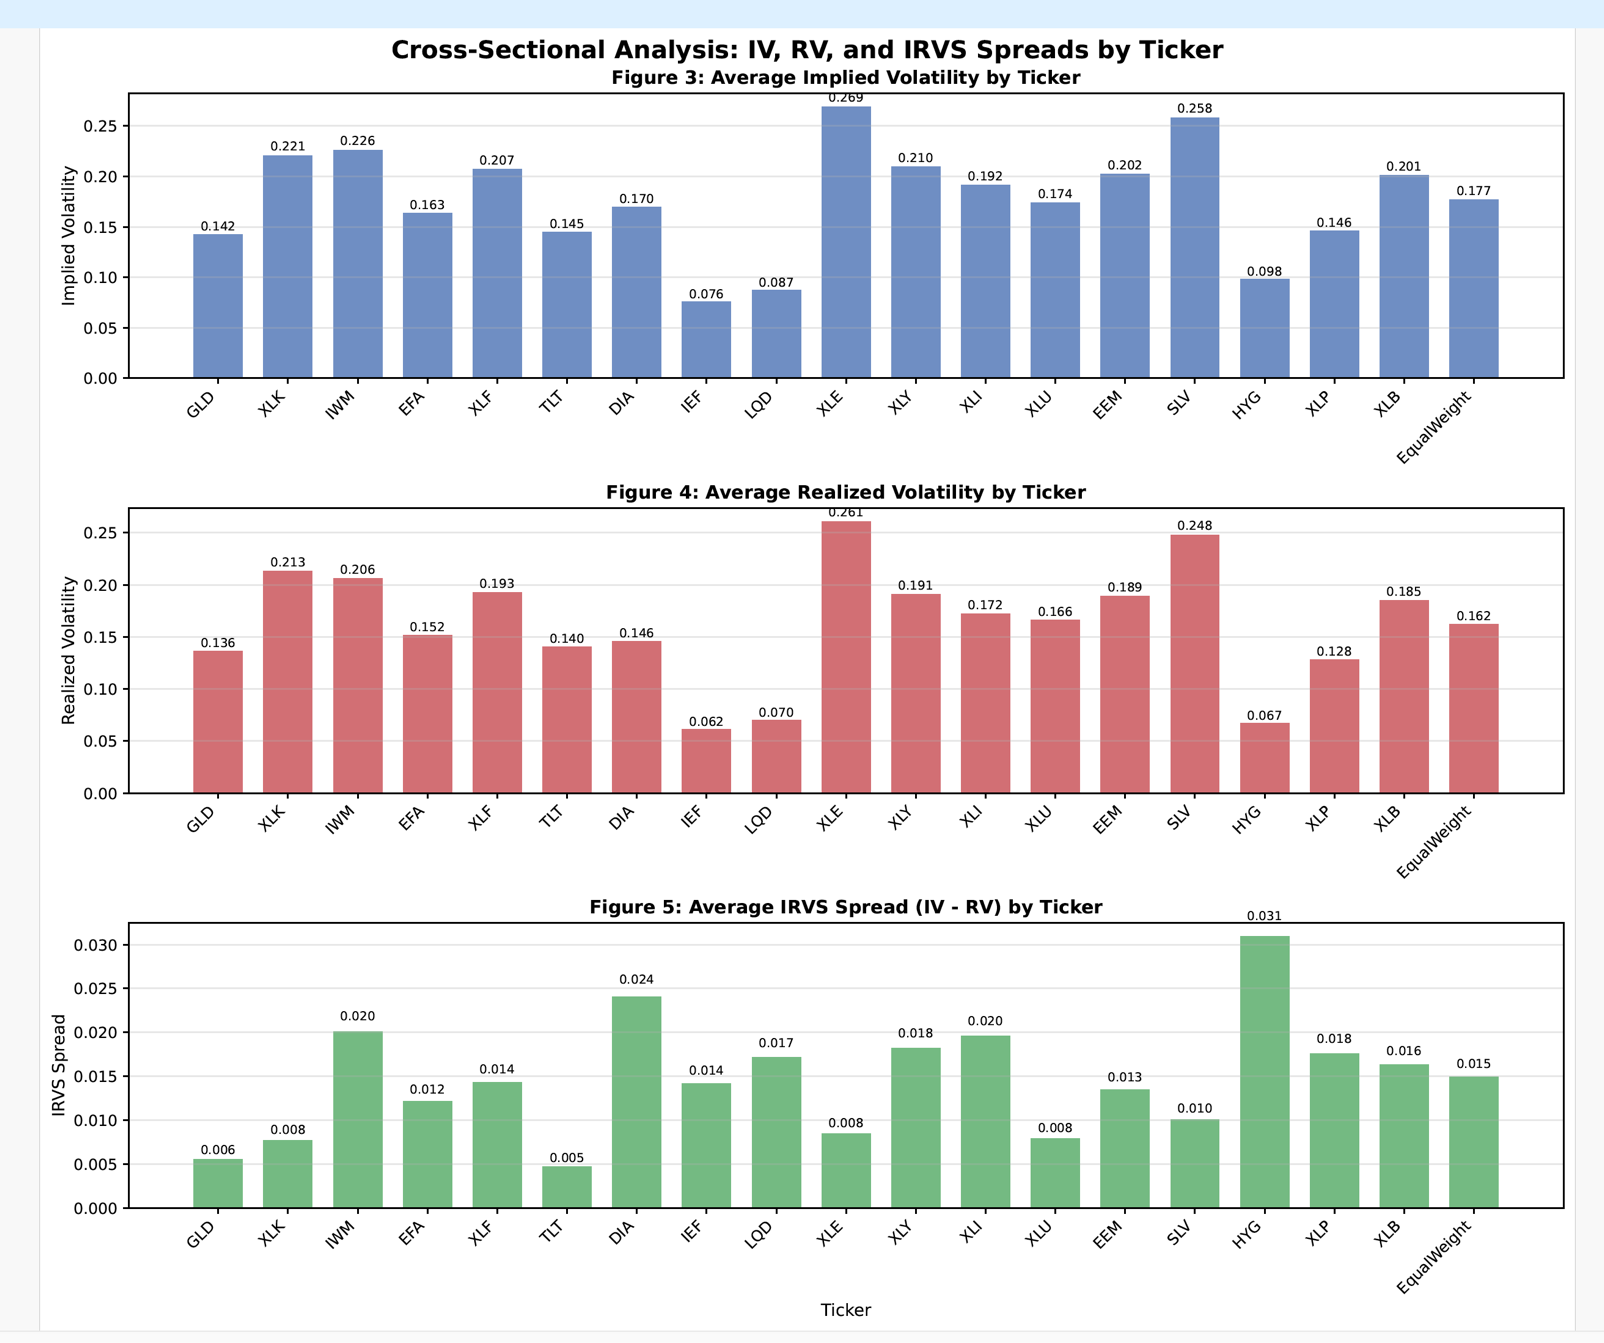 Cross-Sectional Analysis: IV, RV, and IRVS Spreads by Ticker
Figure 3: Average Implied Volatility by Ticker
Implied Volatility
0.25
0.20
0.15
0.10
0.05
0.00
0.142
0.221
0.226
0.163
0.207
0.145
0.170
0.076
0.087
0.269
0.210
0.192
0.174
0.202
0.258
0.098
0.146
0.201
0.177
GLD
XLK
IWM
EFA
XLF
TLT
DIA
IEF
LQD
XLE
XLY
XLI
XLU
EEM
SLV
HYG
XLP
XLB
EqualWeight
Figure 4: Average Realized Volatility by Ticker
Realized Volatility
0.25
0.20
0.15
0.10
0.05
0.00
0.136
0.213
0.206
0.152
0.193
0.140
0.146
0.062
0.070
0.261
0.191
0.172
0.166
0.189
0.248
0.067
0.128
0.185
0.162
GLD
XLK
IWM
EFA
XLF
TLT
DIA
IEF
LQD
XLE
XLY
XLI
XLU
EEM
SLV
HYG
XLP
XLB
EqualWeight
Figure 5: Average IRVS Spread (IV - RV) by Ticker
IRVS Spread
0.030
0.025
0.020
0.015
0.010
0.005
0.000
0.006
0.008
0.020
0.012
0.014
0.005
0.024
0.014
0.017
0.008
0.018
0.020
0.008
0.013
0.010
0.031
0.018
0.016
0.015
GLD
XLK
IWM
EFA
XLF
TLT
DIA
IEF
LQD
XLE
XLY
XLI
XLU
EEM
SLV
HYG
XLP
XLB
EqualWeight
Ticker